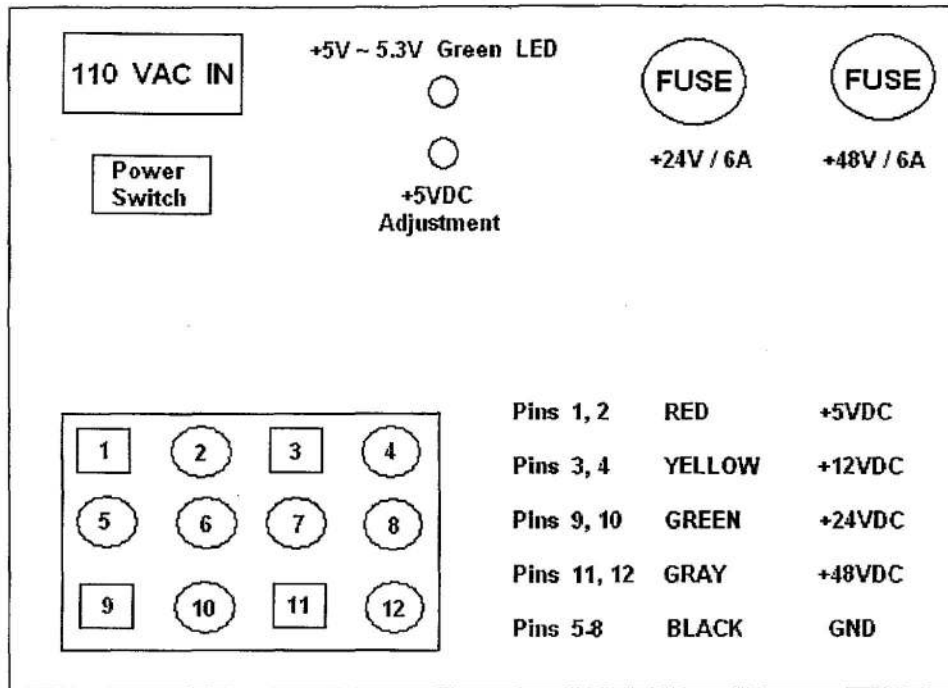 110 VAC IN
+5V ~ 5.3V Green LED
FUSE
FUSE
+24V / 6A
+48V / 6A
Power
Switch
+5VDC
Adjustment
1 2 3 4
5 6 7 8
9 10 11 12
Pins 1, 2 RED +5VDC
Pins 3, 4 YELLOW +12VDC
Pins 9, 10 GREEN +24VDC
Pins 11, 12 GRAY +48VDC
Pins 5-8 BLACK GND